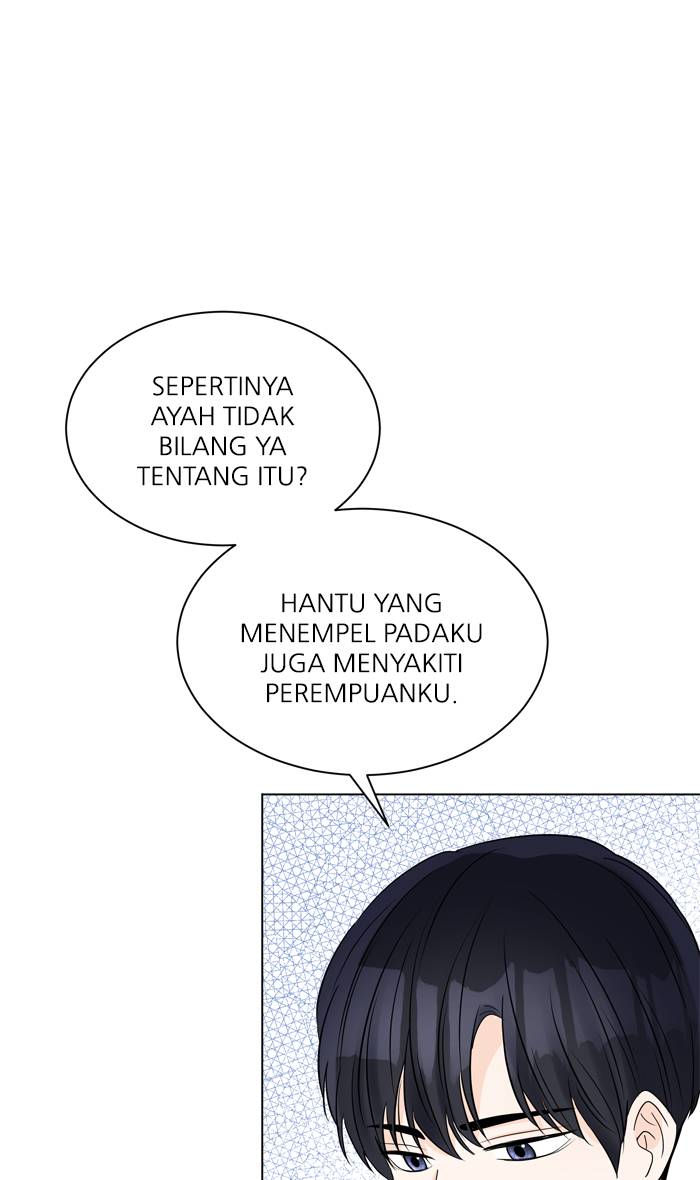 SEPERTINYA
AYAH TIDAK
BILANG YA
TENTANG ITU?
HANTU YANG
MENEMPEL PADAKU
JUGA MENYAKITI
PEREMPUANKU.